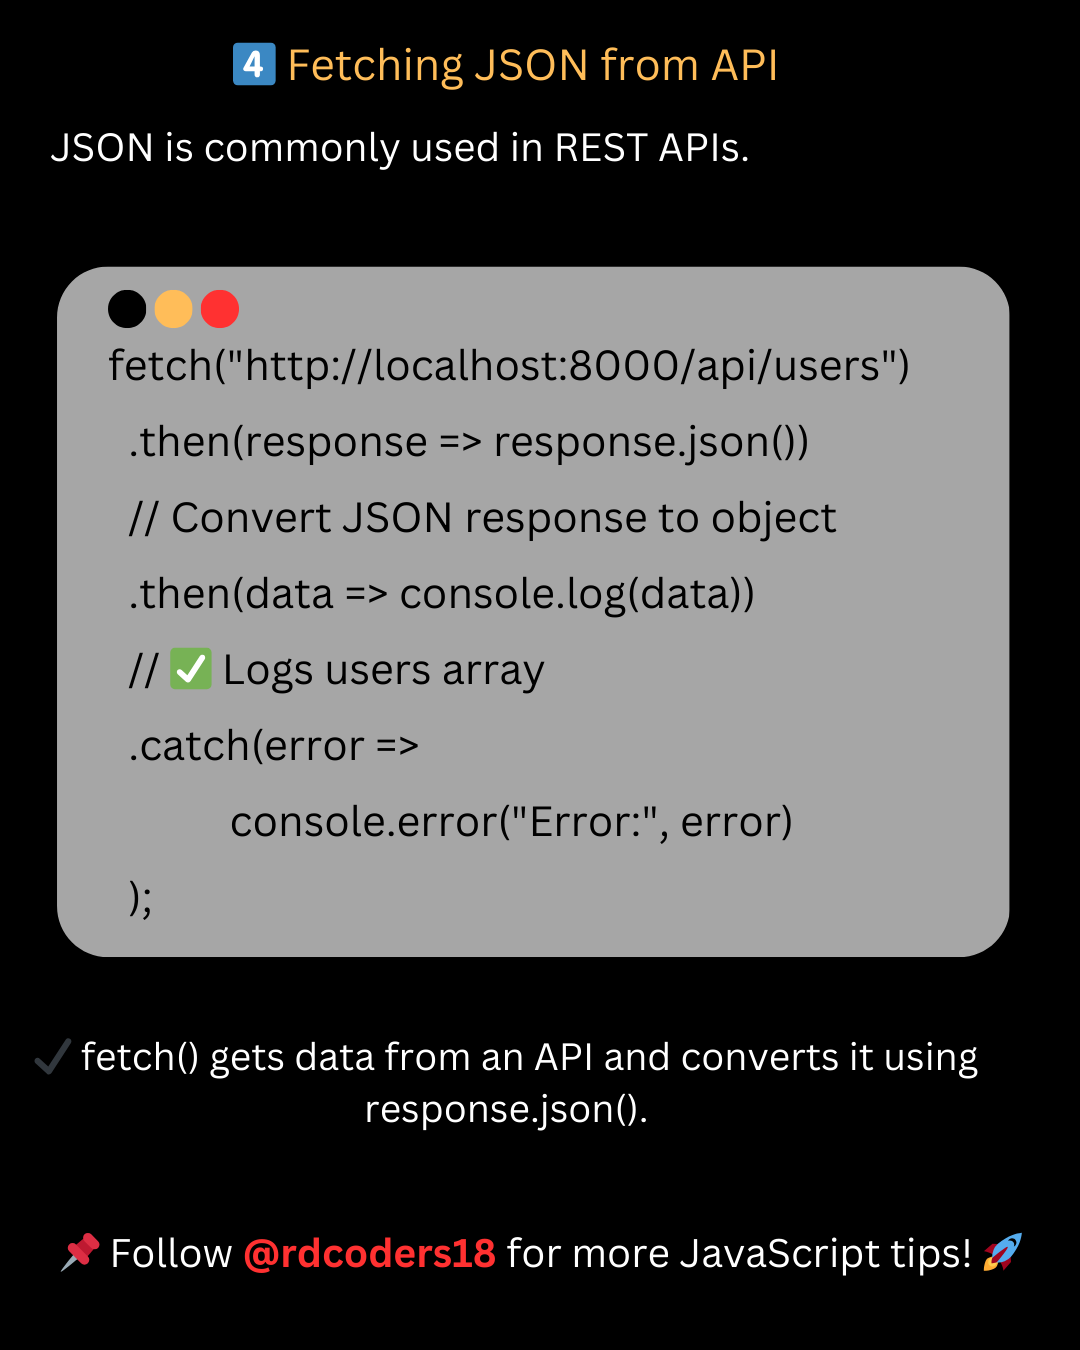 4️⃣ Fetching JSON from API
JSON is commonly used in REST APIs.
fetch("http://localhost:8000/api/users")
.then(response => response.json())
// Convert JSON response to object
.then(data => console.log(data))
// ✅ Logs users array
.catch(error =>
console.error("Error:", error)
);
✔ fetch() gets data from an API and converts it using
response.json().
📌 Follow @rdcoders18 for more JavaScript tips! 🚀